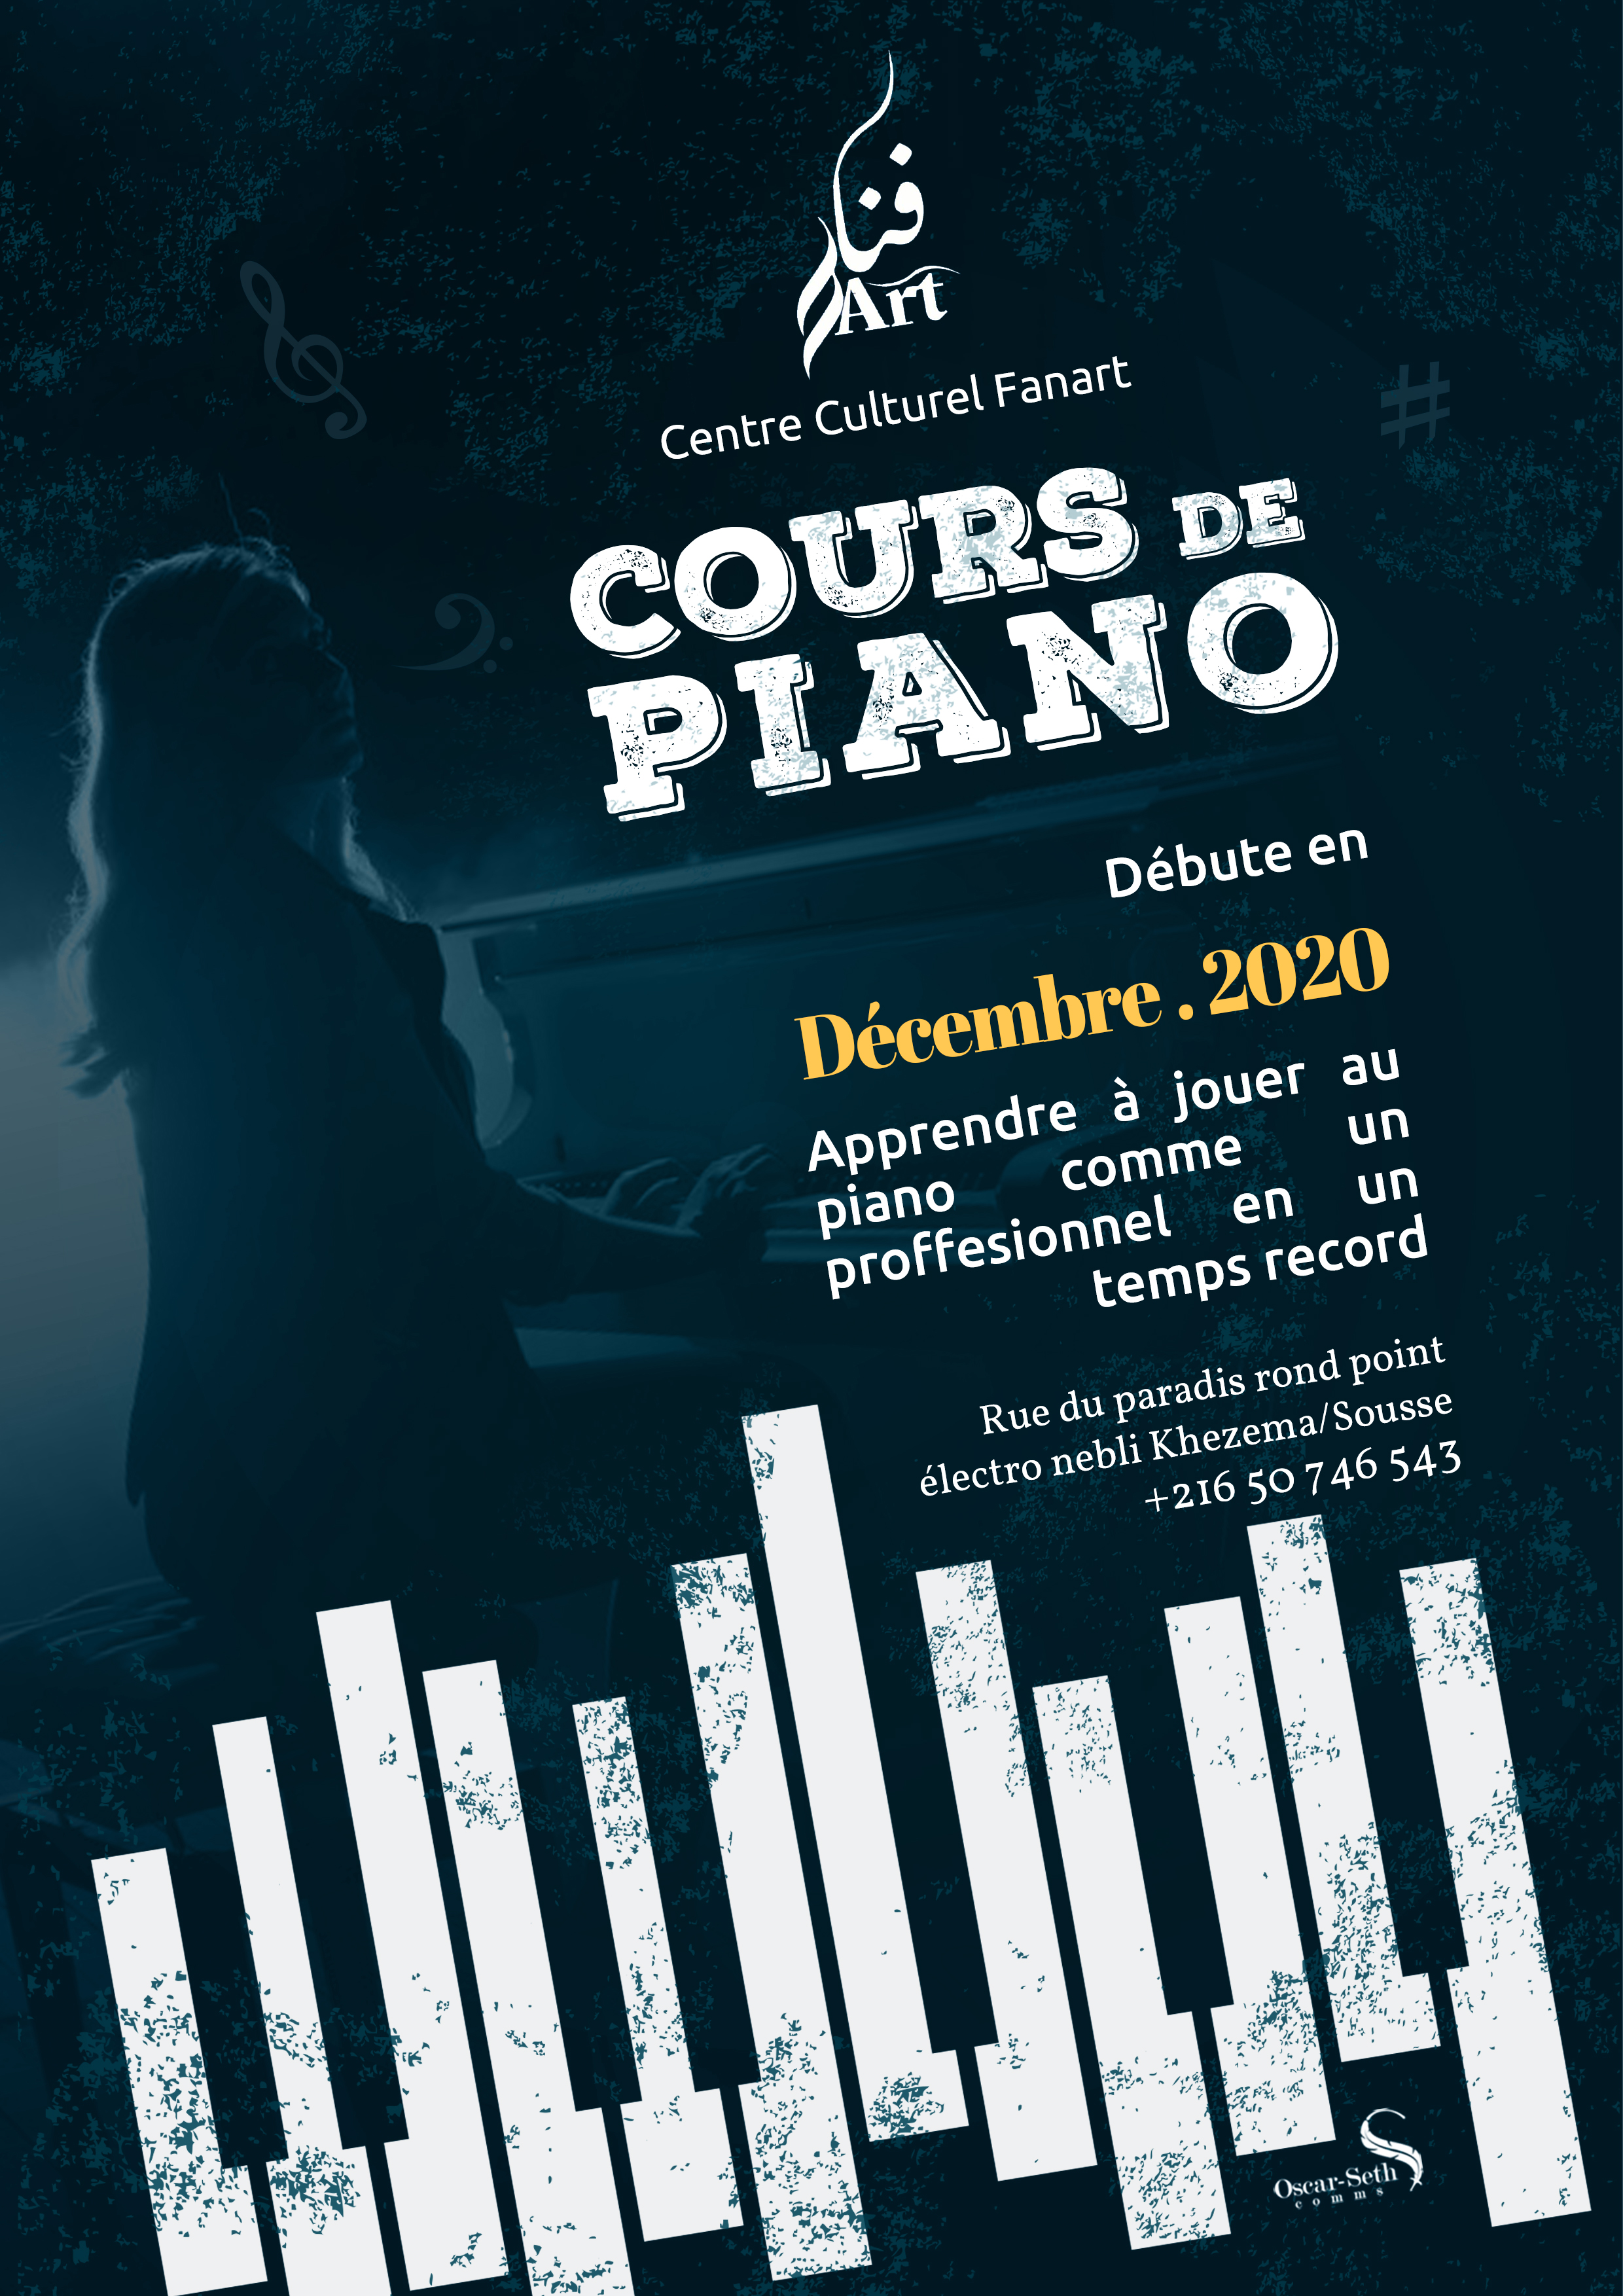 فنار
Art
Centre Culturel Fanart
COURS DE
PIANO
Débute en
Décembre . 2020
Apprendre à jouer au
piano comme un
proffesionnel en un
temps record
Rue du paradis rond point
électro nebli Khezema/Sousse
+216 50 746 543
Oscar-Seth
comms